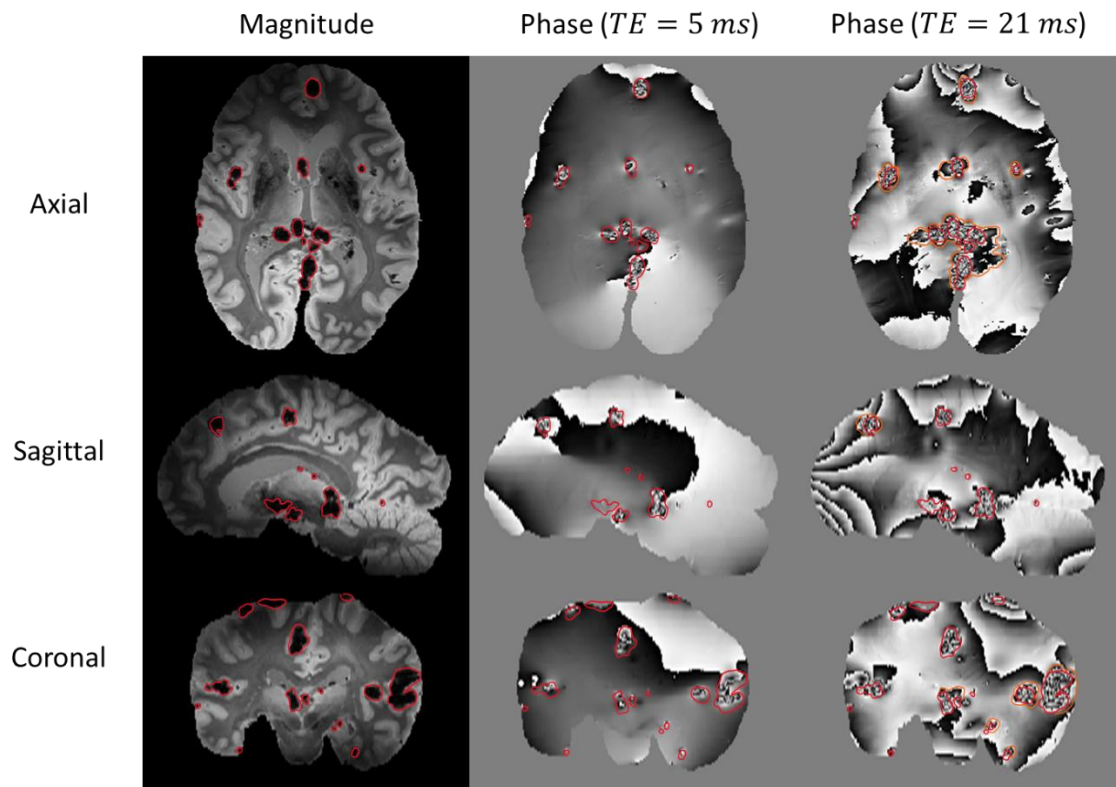 Magnitude
Phase (TE = 5 ms)
Phase (TE = 21 ms)
Axial
Sagittal
Coronal